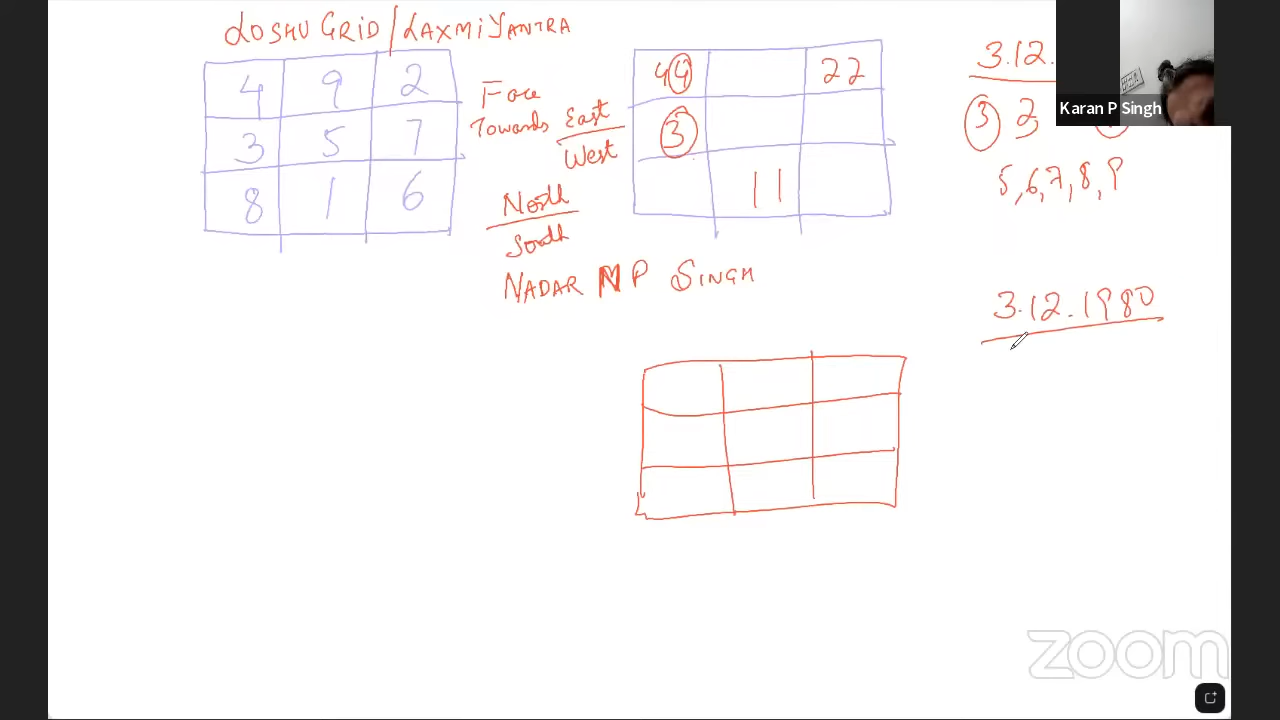 LOSHU GRID / LAXMI YANTRA
4 9 2
3 5 7
8 1 6
Face
Towards East
West
North
South
44 22
3
11
NADAR P SINGH
3.12.
3
5,6,7,8,9
Karan P Singh
3.12.1980
zoom